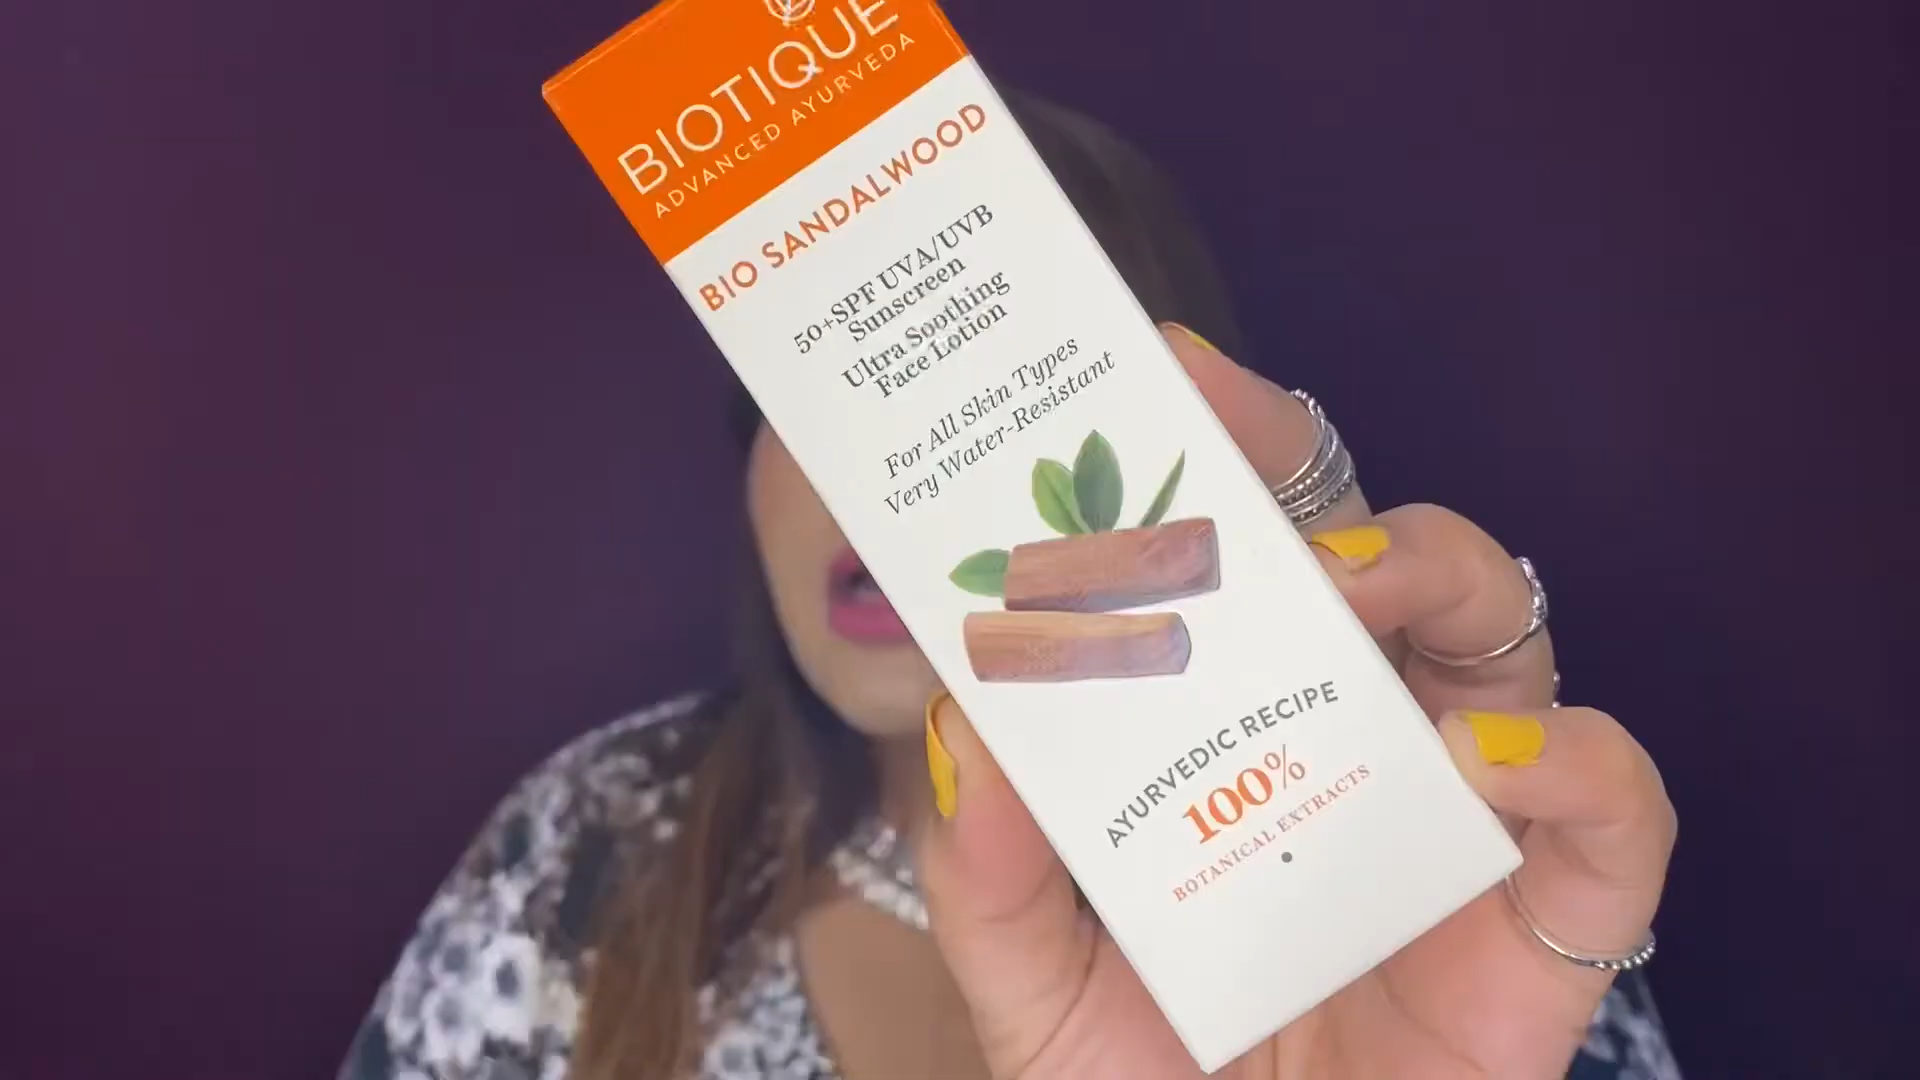 BIOTIQUE
ADVANCED AYURVEDA
BIO SANDALWOOD
50+SPF UVA/UVB
Sunscreen
Ultra Soothing
Face Lotion
For All Skin Types
Very Water-Resistant
AYURVEDIC RECIPE
100%
BOTANICAL EXTRACTS